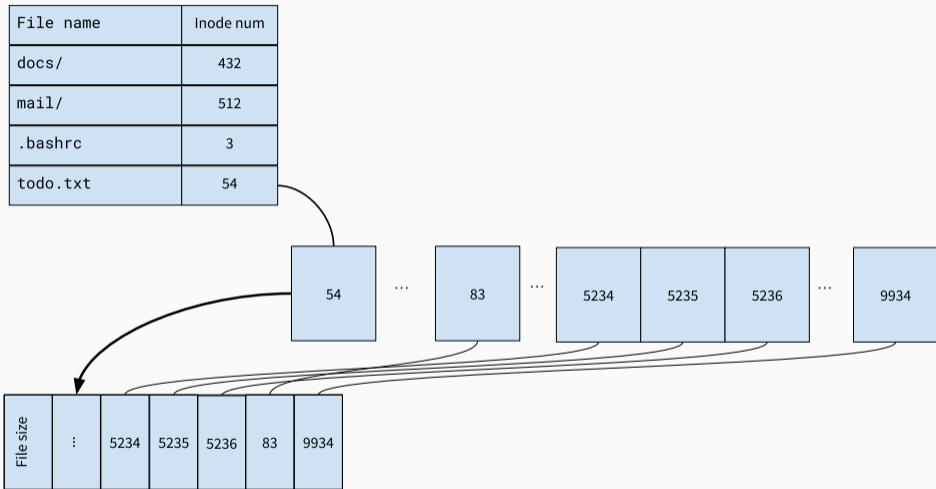 File name Inode num
docs/ 432
mail/ 512
.bashrc 3
todo.txt 54
54 ... 83 ... 5234 5235 5236 ... 9934
File size ⋮ 5234 5235 5236 83 9934